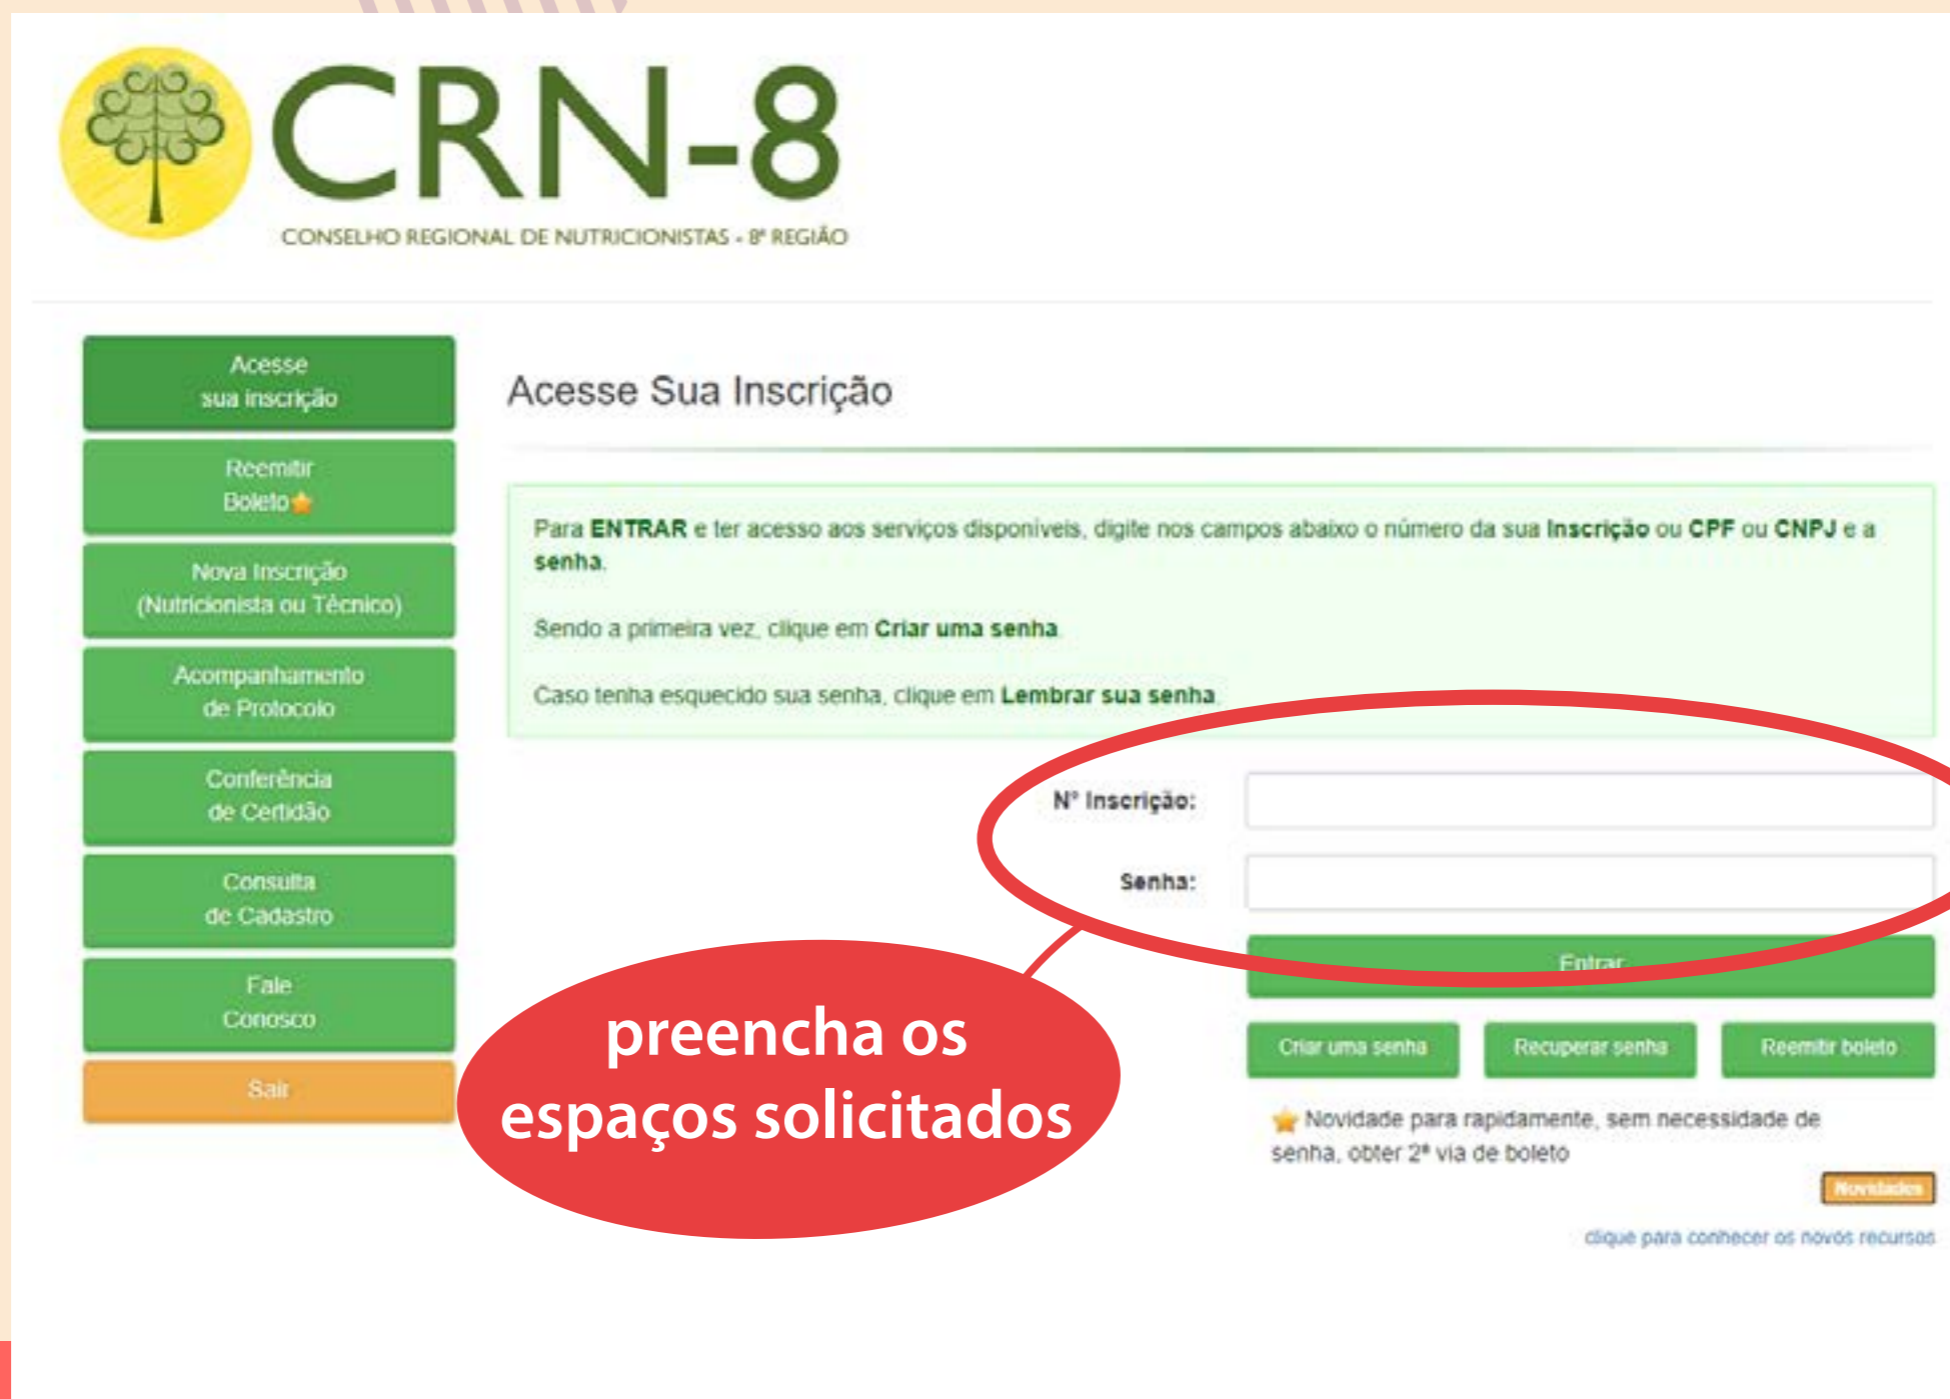 CRN-8
CONSELHO REGIONAL DE NUTRICIONISTAS - 8ª REGIÃO
Acesse
sua inscrição
Reemitir
Boleto
Nova Inscrição
(Nutricionista ou Técnico)
Acompanhamento
de Protocolo
Conferência
de Certidão
Consulta
de Cadastro
Fale
Conosco
Sair
Acesse Sua Inscrição
Para ENTRAR e ter acesso aos serviços disponíveis, digite nos campos abaixo o número da sua Inscrição ou CPF ou CNPJ e a
senha.
Sendo a primeira vez, clique em Criar uma senha.
Caso tenha esquecido sua senha, clique em Lembrar sua senha.
Nº Inscrição:
Senha:
Entrar
preencha os
espaços solicitados
Criar uma senha
Recuperar senha
Reemitir boleto
Novidade para rapidamente, sem necessidade de
senha, obter 2ª via de boleto
Novidades
clique para conhecer os novos recursos